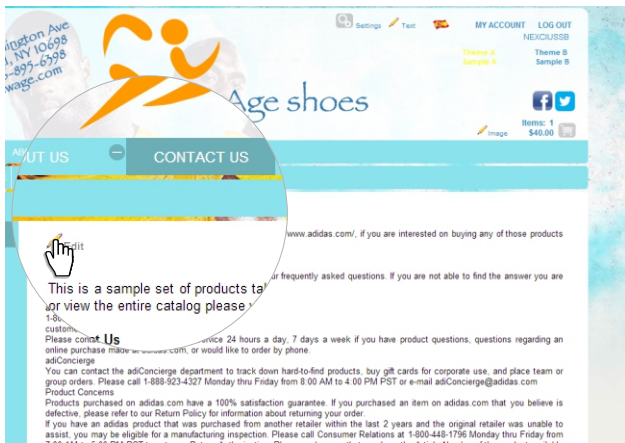 ington Ave
, NY 10698
-895-6398
wage.com
Settings
Text
MY ACCOUNT LOG OUT
NEXCIUSSB
Theme A Theme B
Sample A Sample B
Age shoes
Items: 1
Image $40.00
UT US CONTACT US
www.adidas.com/, if you are interested on buying any of those products
Edit
frequently asked questions. If you are not able to find the answer you are
This is a sample set of products ta
or view the entire catalog please
t Us
service 24 hours a day, 7 days a week if you have product questions, questions regarding an
online purchase made at adidas.com, or would like to order by phone.
adiConcierge
You can contact the adiConcierge department to track down hard-to-find products, buy gift cards for corporate use, and place team or
group orders. Please call 1-888-923-4327 Monday thru Friday from 8:00 AM to 4:00 PM PST or e-mail adiConcierge@adidas.com
Product Concerns
Products purchased on adidas.com have a 100% satisfaction guarantee. If you purchased an item on adidas.com that you believe is
defective, please refer to our Return Policy for information about returning your order.
If you have an adidas product that was purchased from another retailer within the last 2 years and the original retailer was unable to
assist, you may be eligible for a manufacturing inspection. Please call Consumer Relations at 1-800-448-1796 Monday thru Friday from